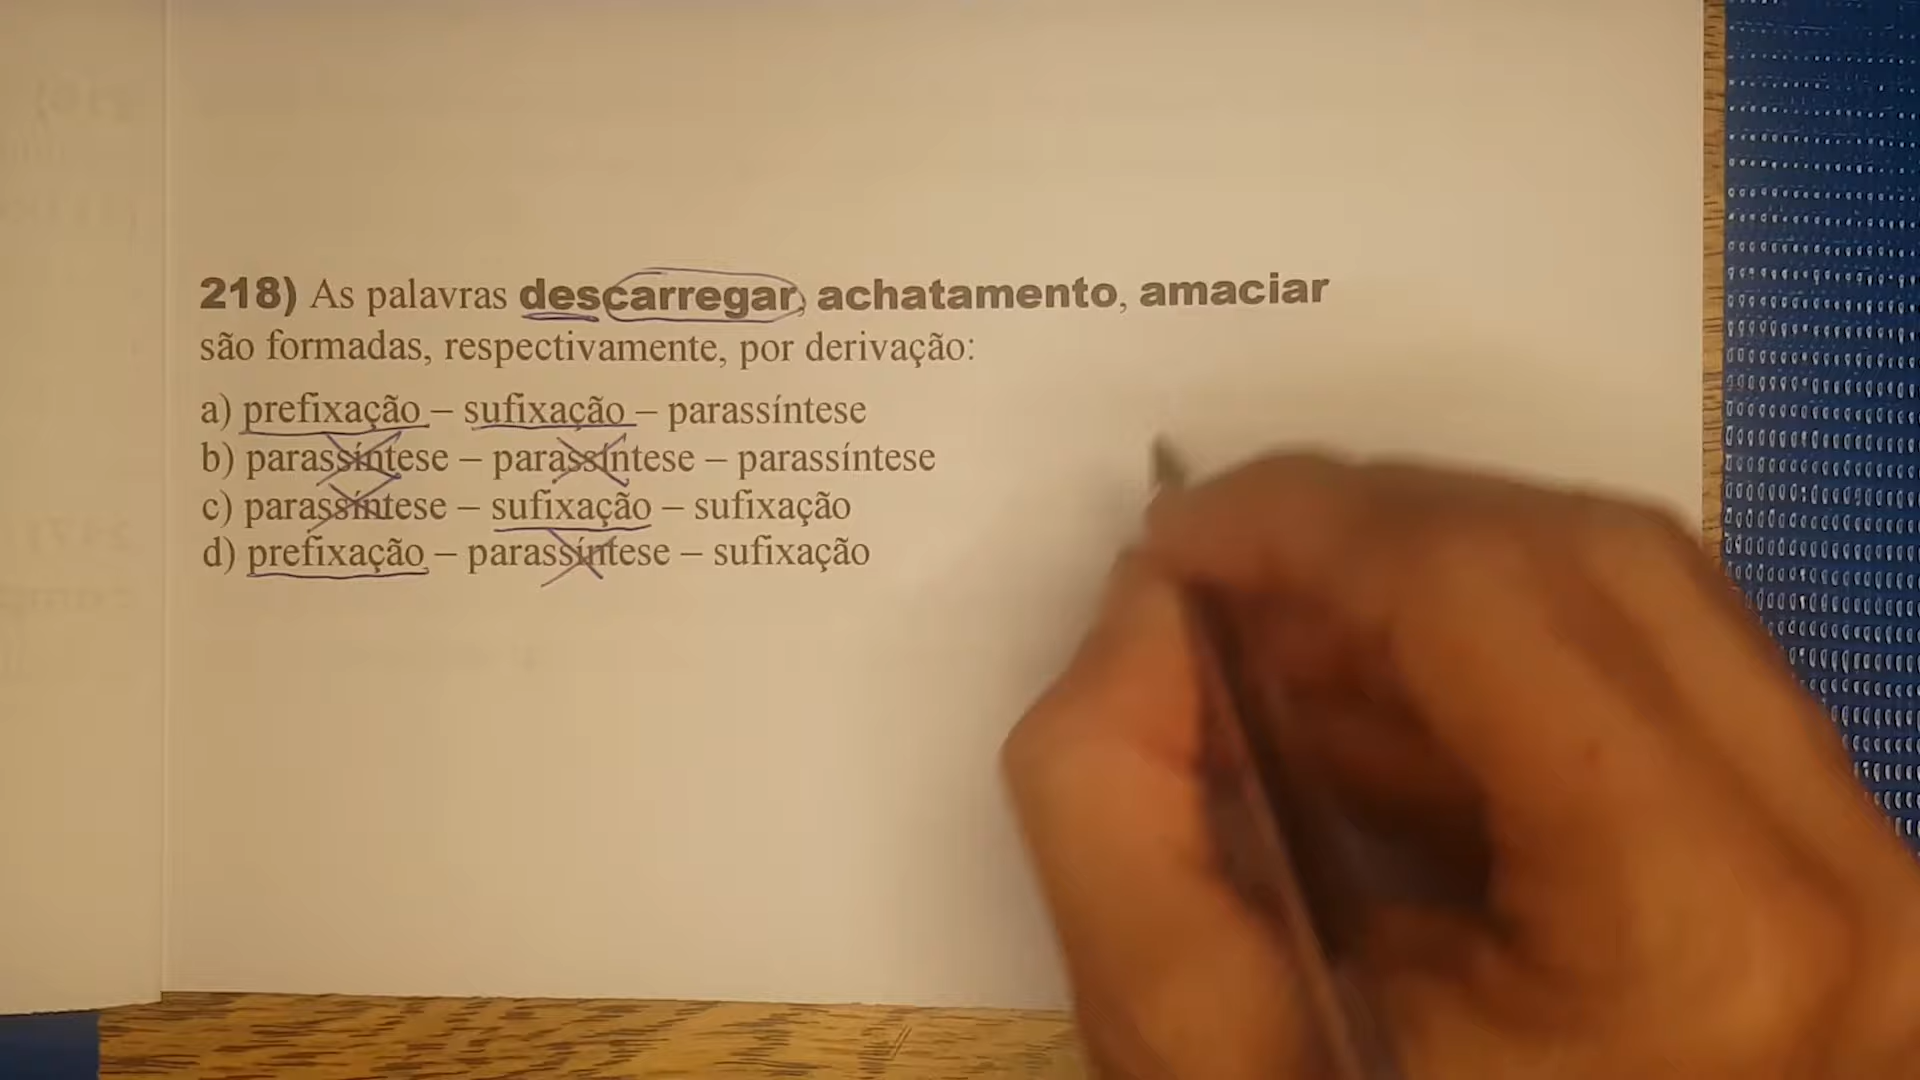 218) As palavras descarregar, achatamento, amaciar
são formadas, respectivamente, por derivação:
a) prefixação – sufixação – parassíntese
b) parassíntese – parassíntese – parassíntese
c) parassíntese – sufixação – sufixação
d) prefixação – parassíntese – sufixação